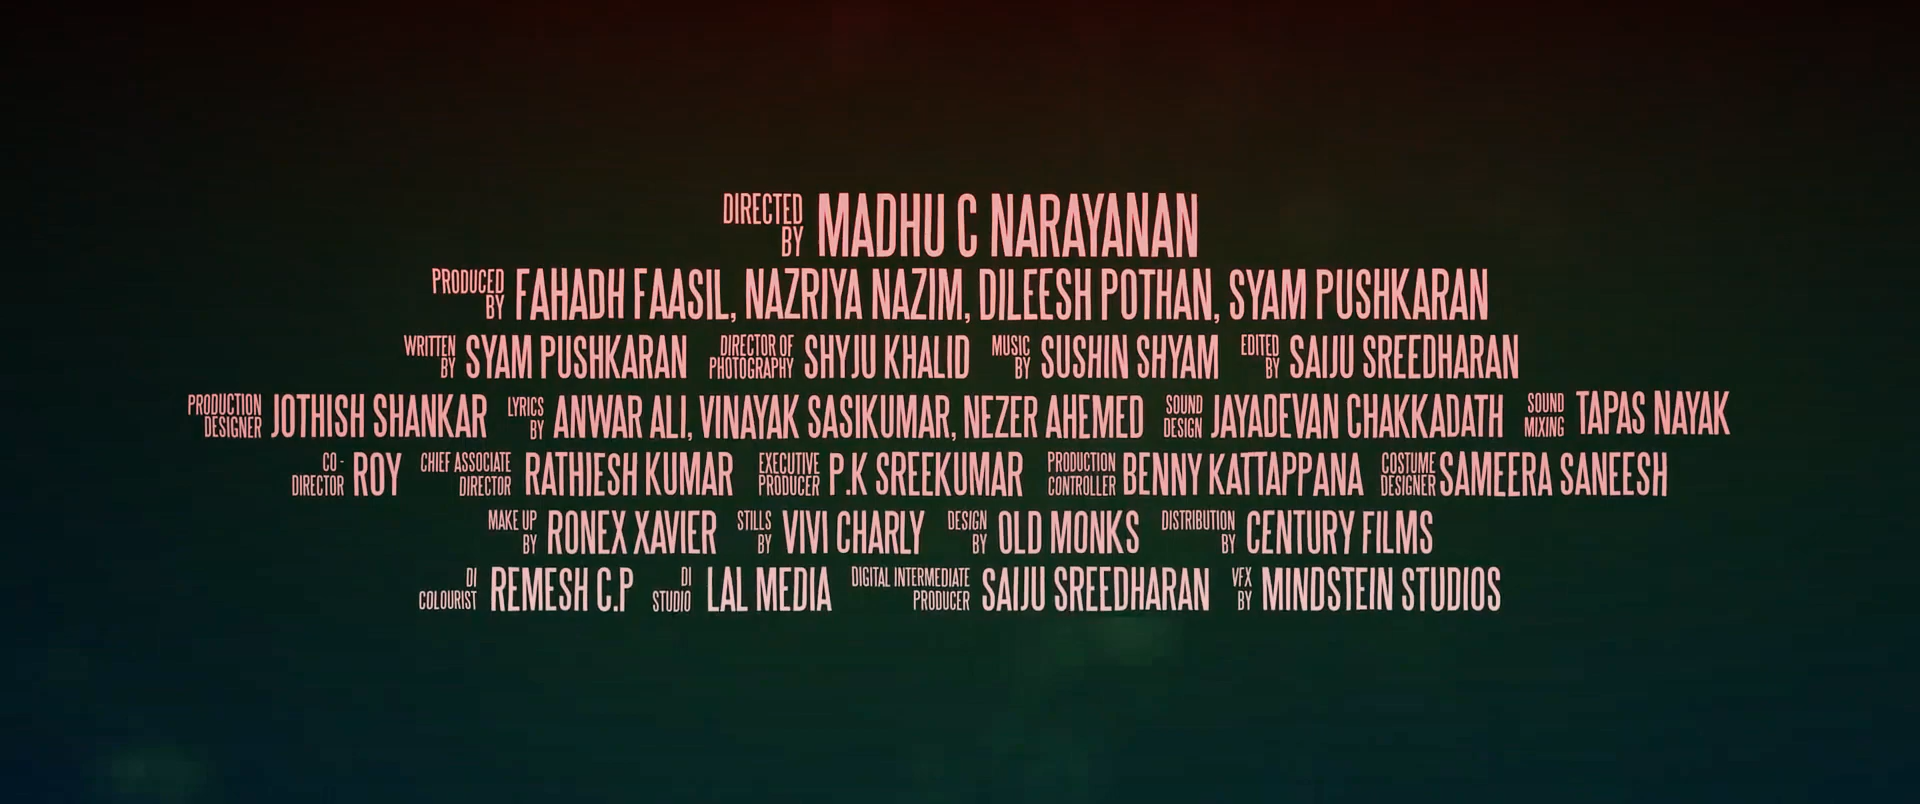 DIRECTED BY MADHU C NARAYANAN
PRODUCED BY FAHADH FAASIL, NAZRIYA NAZIM, DILEESH POTHAN, SYAM PUSHKARAN
WRITTEN BY SYAM PUSHKARAN DIRECTOR OF PHOTOGRAPHY SHYJU KHALID MUSIC BY SUSHIN SHYAM EDITED BY SAIJU SREEDHARAN
PRODUCTION DESIGNER JOTHISH SHANKAR LYRICS BY ANWAR ALI, VINAYAK SASIKUMAR, NEZER AHEMED SOUND DESIGN JAYADEVAN CHAKKADATH SOUND MIXING TAPAS NAYAK
CO - DIRECTOR ROY CHIEF ASSOCIATE DIRECTOR RATHIESH KUMAR EXECUTIVE PRODUCER P.K SREEKUMAR PRODUCTION CONTROLLER BENNY KATTAPPANA COSTUME DESIGNER SAMEERA SANEESH
MAKE UP BY RONEX XAVIER STILLS BY VIVI CHARLY DESIGN BY OLD MONKS DISTRIBUTION BY CENTURY FILMS
DI COLOURIST REMESH C.P DI STUDIO LAL MEDIA DIGITAL INTERMEDIATE PRODUCER SAIJU SREEDHARAN VFX BY MINDSTEIN STUDIOS